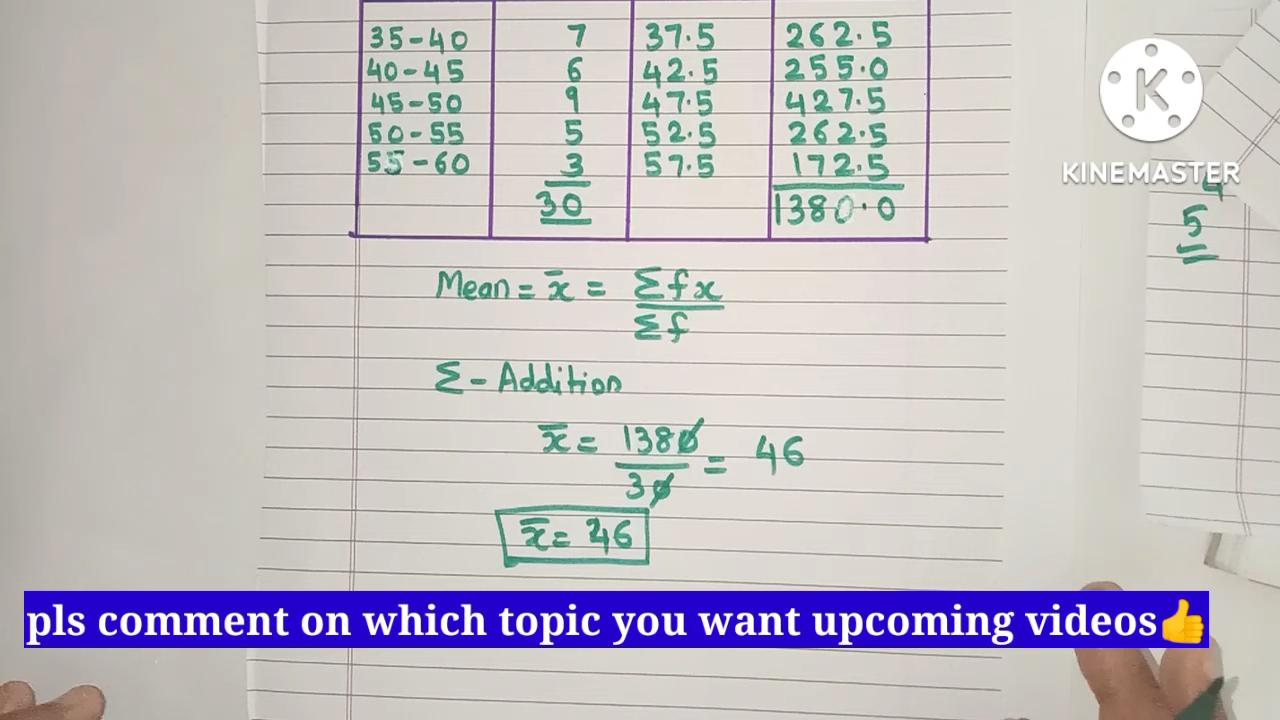 35-40 7 37.5 262.5
40-45 6 42.5 255.0
45-50 9 47.5 427.5
50-55 5 52.5 262.5
55-60 3 57.5 172.5
30 1380.0
Mean = x̄ = Σfx
Σf
Σ - Addition
x̄ = 1380 = 46
30
x̄ = 46
KINEMASTER
5
pls comment on which topic you want upcoming videos👍